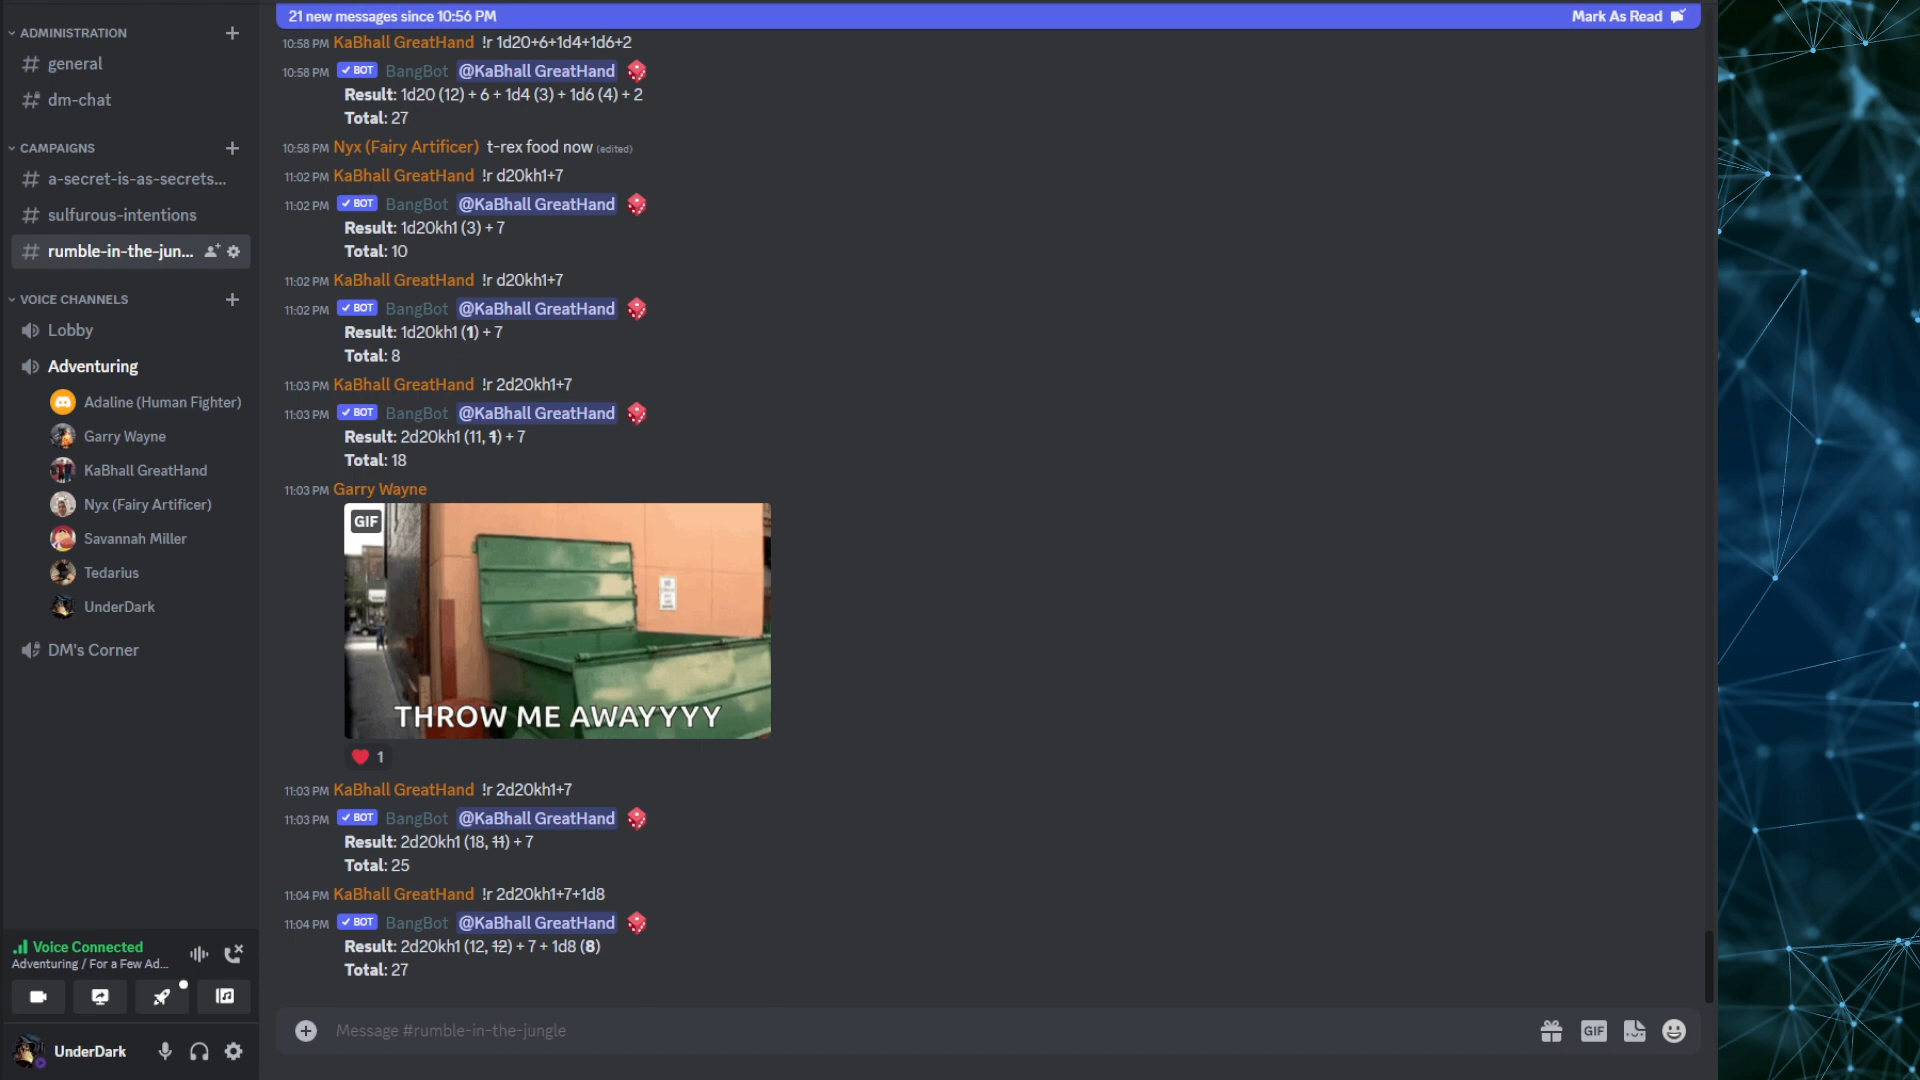 ADMINISTRATION
general
dm-chat
CAMPAIGNS
a-secret-is-as-secrets...
sulfurous-intentions
rumble-in-the-jun...
VOICE CHANNELS
Lobby
Adventuring
Adaline (Human Fighter)
Garry Wayne
KaBhall GreatHand
Nyx (Fairy Artificer)
Savannah Miller
Tedarius
UnderDark
DM's Corner
Voice Connected
Adventuring / For a Few Ad...
UnderDark
21 new messages since 10:56 PM Mark As Read
10:58 PM KaBhall GreatHand !r 1d20+6+1d4+1d6+2
10:58 PM BOT BangBot @KaBhall GreatHand
Result: 1d20 (12) + 6 + 1d4 (3) + 1d6 (4) + 2
Total: 27
10:58 PM Nyx (Fairy Artificer) t-rex food now (edited)
11:02 PM KaBhall GreatHand !r d20kh1+7
11:02 PM BOT BangBot @KaBhall GreatHand
Result: 1d20kh1 (3) + 7
Total: 10
11:02 PM KaBhall GreatHand !r d20kh1+7
11:02 PM BOT BangBot @KaBhall GreatHand
Result: 1d20kh1 (1) + 7
Total: 8
11:03 PM KaBhall GreatHand !r 2d20kh1+7
11:03 PM BOT BangBot @KaBhall GreatHand
Result: 2d20kh1 (11, 1) + 7
Total: 18
11:03 PM Garry Wayne
GIF
THROW ME AWAYYYY
1
11:03 PM KaBhall GreatHand !r 2d20kh1+7
11:03 PM BOT BangBot @KaBhall GreatHand
Result: 2d20kh1 (18, 11) + 7
Total: 25
11:04 PM KaBhall GreatHand !r 2d20kh1+7+1d8
11:04 PM BOT BangBot @KaBhall GreatHand
Result: 2d20kh1 (12, 12) + 7 + 1d8 (8)
Total: 27
Message #rumble-in-the-jungle
GIF